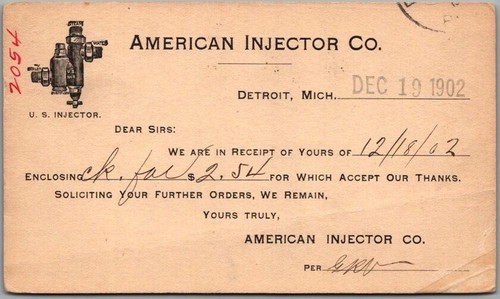 AMERICAN INJECTOR CO.
2054
DETROIT, MICH. DEC 19 1902
U. S. INJECTOR.
DEAR SIRS:
WE ARE IN RECEIPT OF YOURS OF 12/18/02
ENCLOSING ck. for $2.54 FOR WHICH ACCEPT OUR THANKS.
SOLICITING YOUR FURTHER ORDERS, WE REMAIN,
YOURS TRULY,
AMERICAN INJECTOR CO.
PER